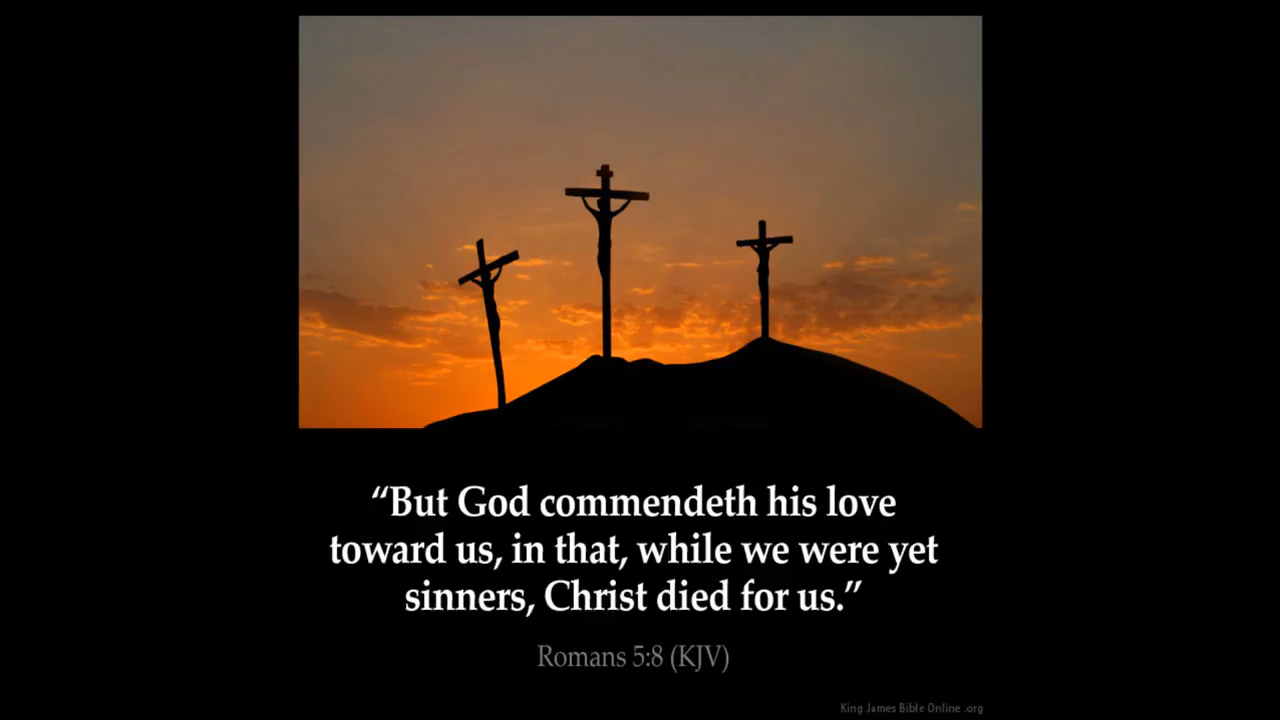 “But God commendeth his love
toward us, in that, while we were yet
sinners, Christ died for us.”
Romans 5:8 (KJV)
King James Bible Online .org